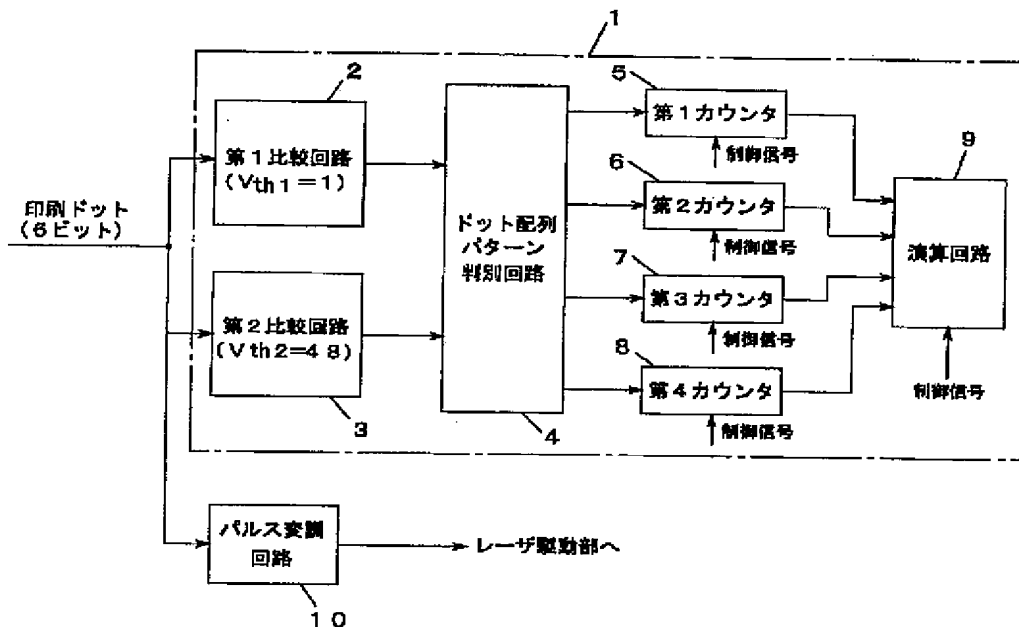 1
2
第1比較回路
(Vth1=1)
印刷ドット
(6ビット)
第2比較回路
(Vth2=48)
3
ドット配列
パターン
判別回路
4
5
第1カウンタ
制御信号
6
第2カウンタ
制御信号
7
第3カウンタ
制御信号
8
第4カウンタ
制御信号
9
演算回路
制御信号
パルス変調
回路
レーザ駆動部へ
10